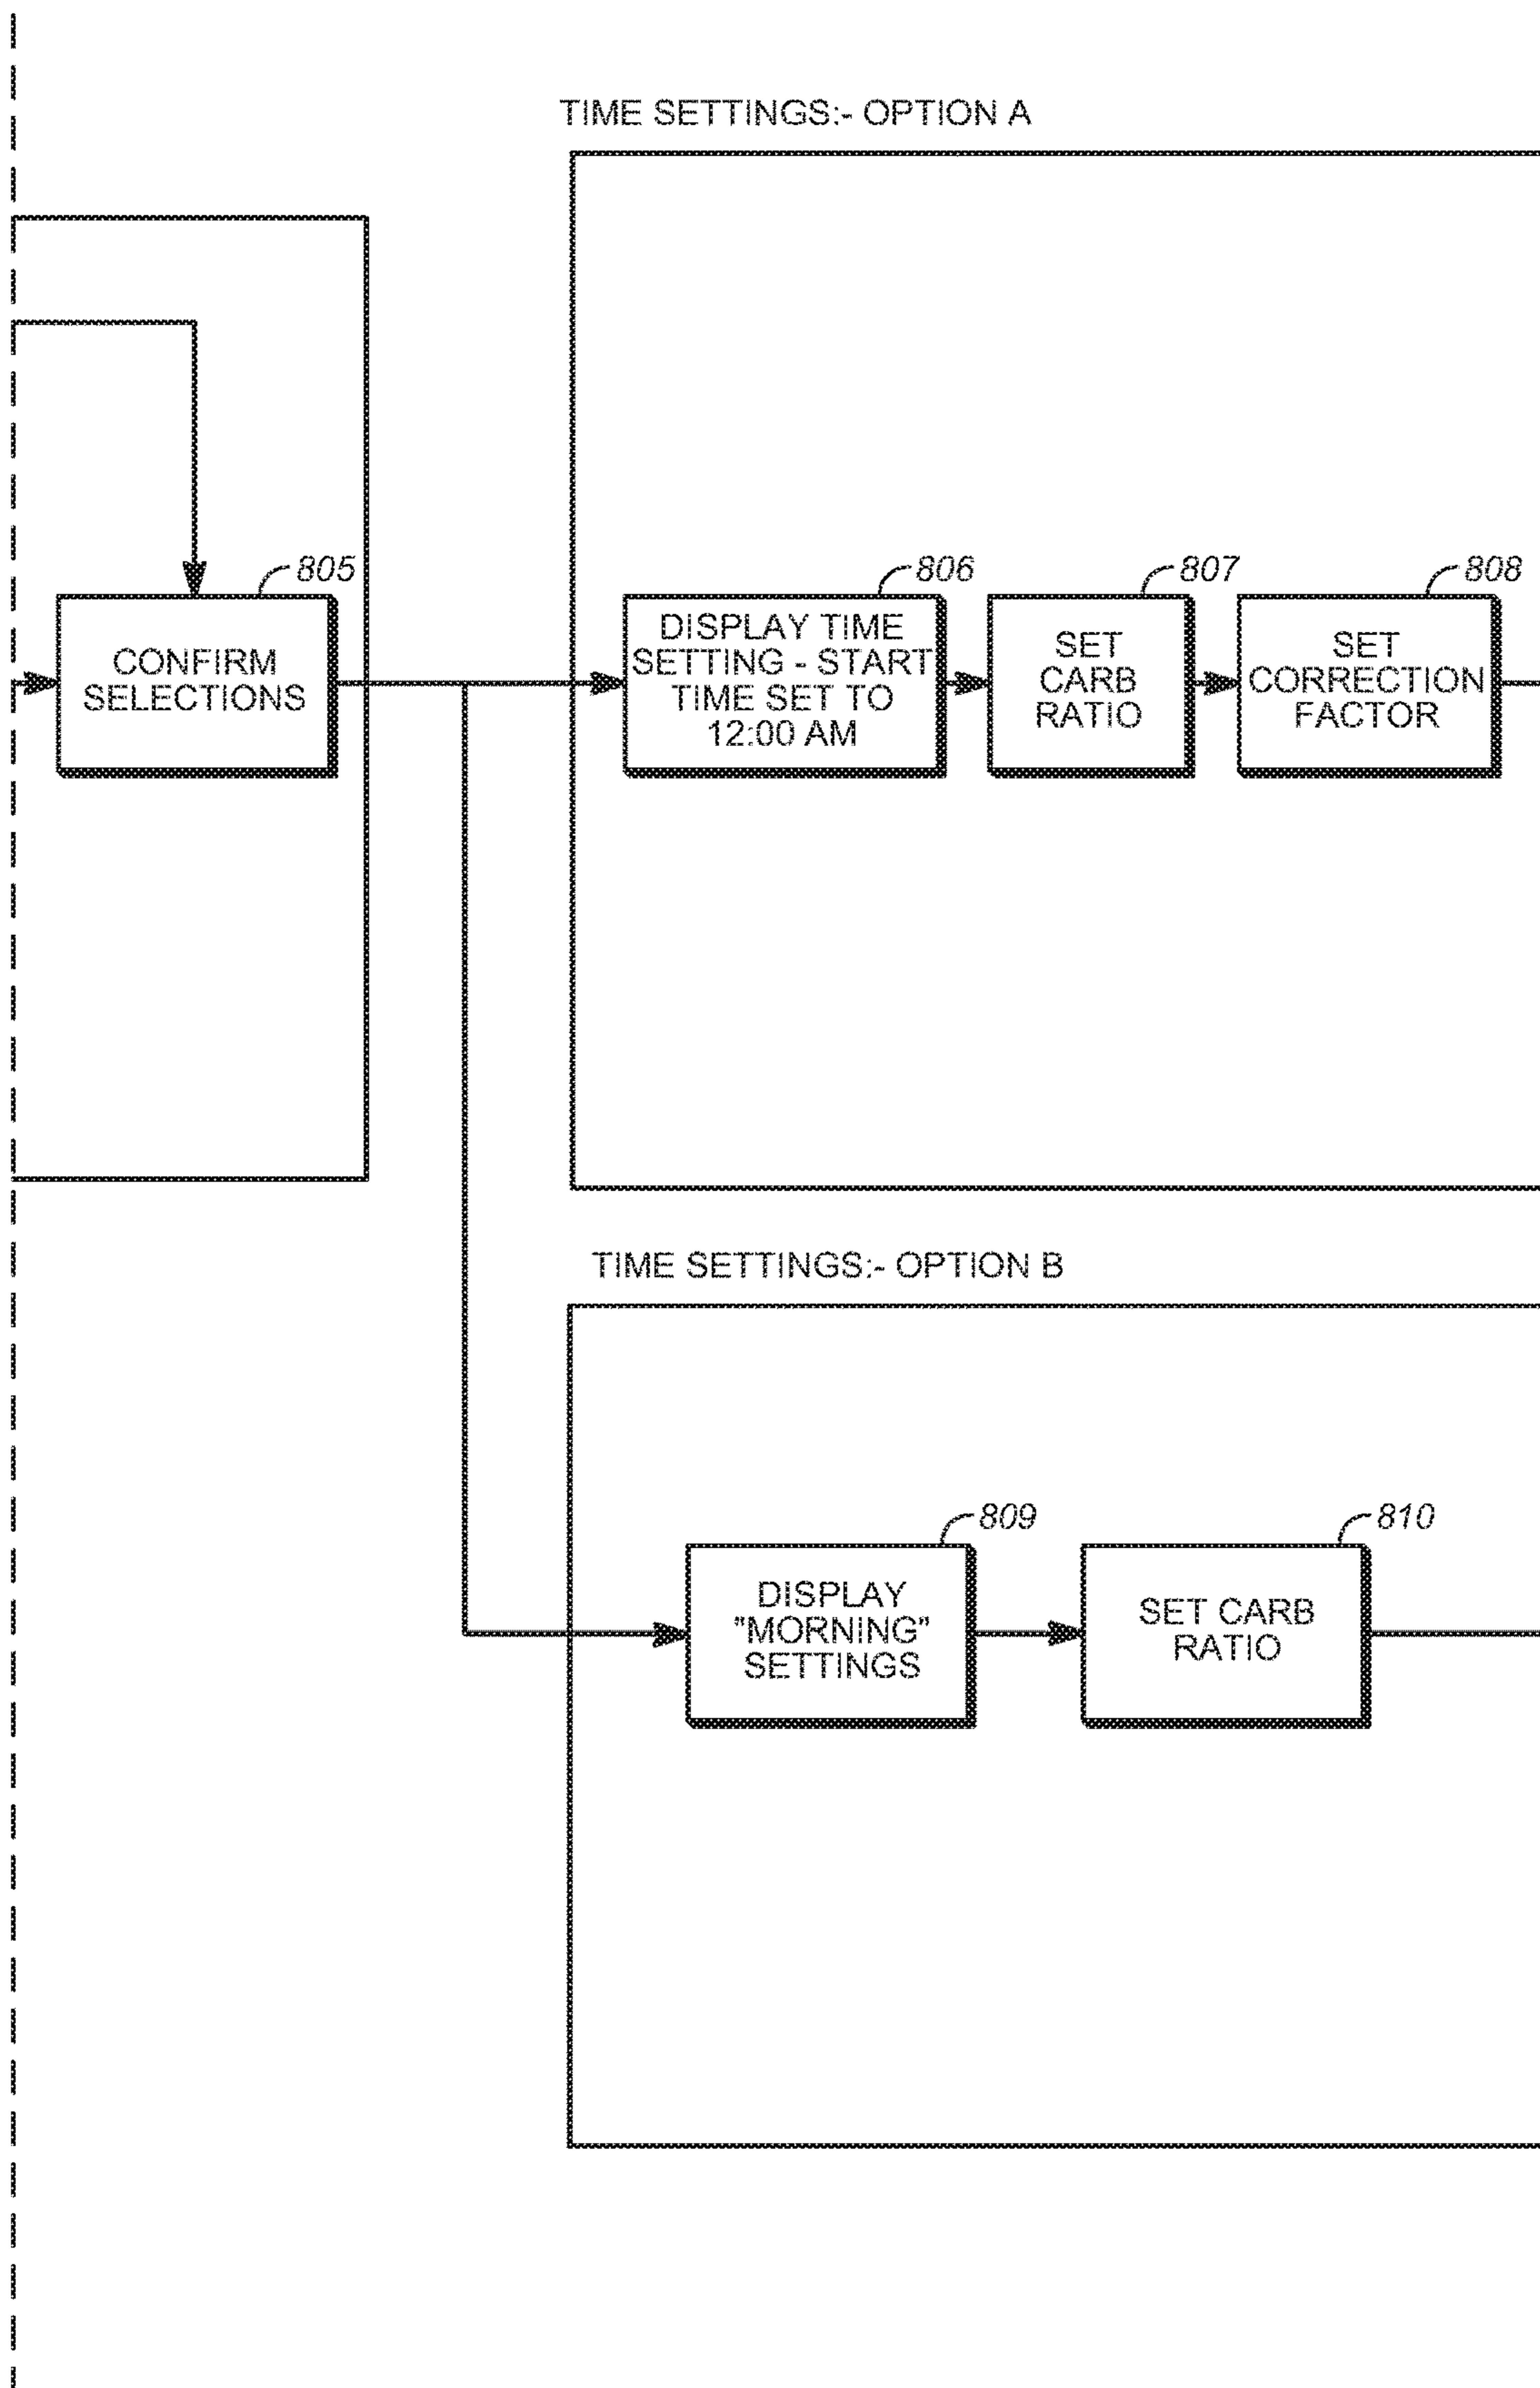 TIME SETTINGS:- OPTION A
805
CONFIRM
SELECTIONS
806
DISPLAY TIME
SETTING - START
TIME SET TO
12:00 AM
807
SET
CARB
RATIO
808
SET
CORRECTION
FACTOR
TIME SETTINGS:- OPTION B
809
DISPLAY
"MORNING"
SETTINGS
810
SET CARB
RATIO